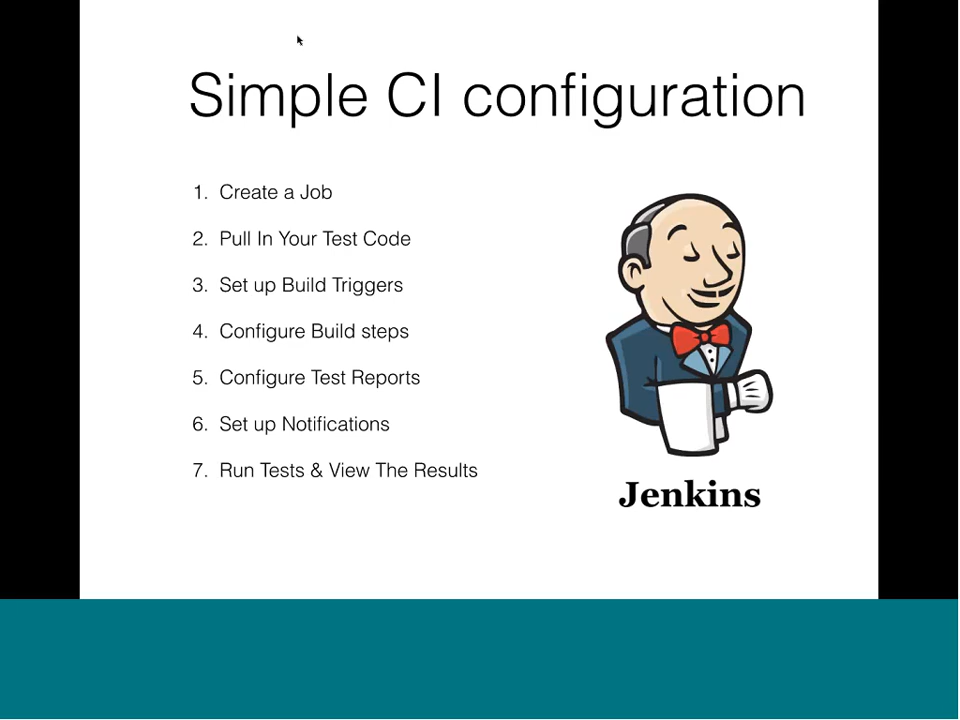 Simple CI configuration
1. Create a Job
2. Pull In Your Test Code
3. Set up Build Triggers
4. Configure Build steps
5. Configure Test Reports
6. Set up Notifications
7. Run Tests & View The Results
Jenkins